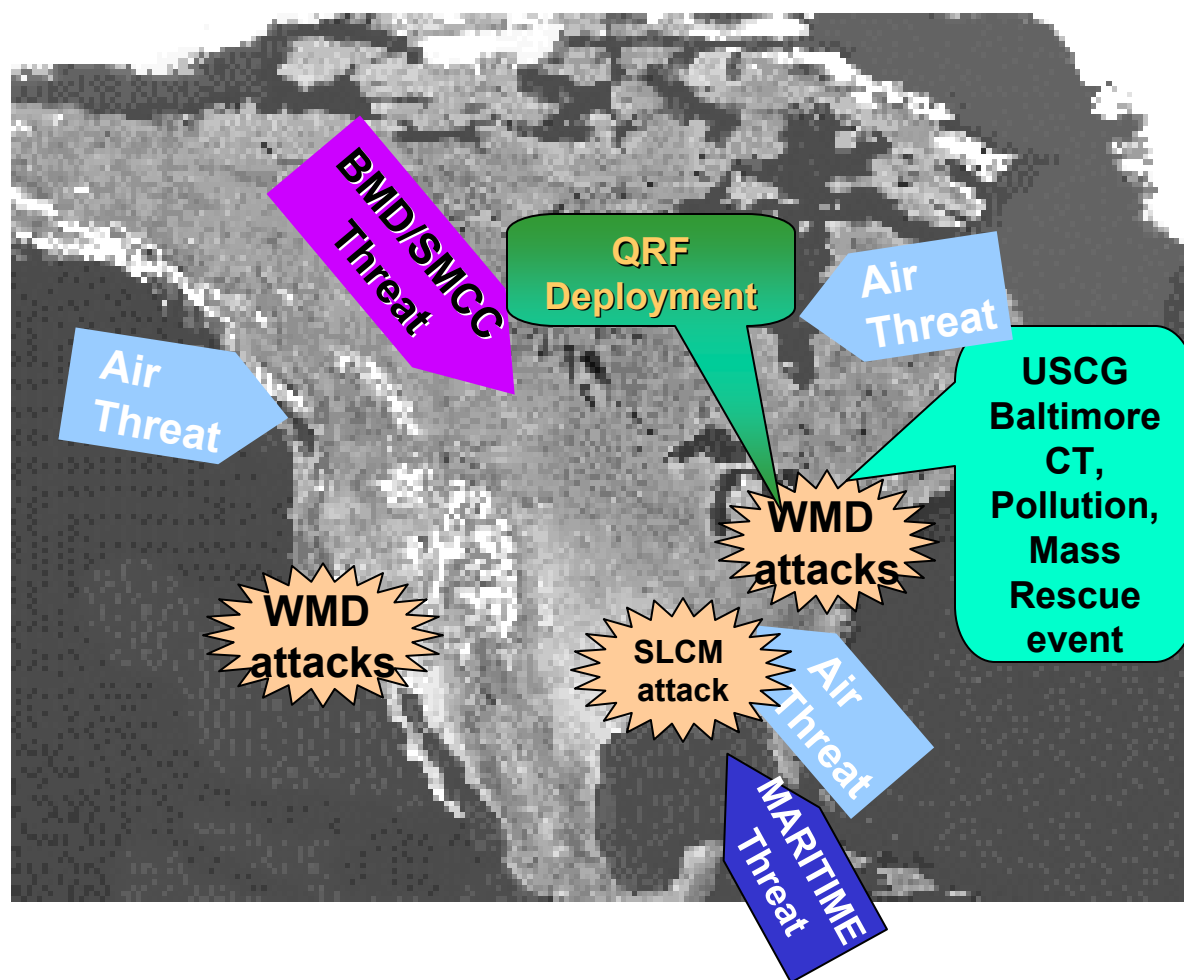 BMD/SMCC
Threat
QRF
Deployment
Air
Threat
Air
Threat
USCG
Baltimore
CT,
Pollution,
Mass
Rescue
event
WMD
attacks
WMD
attacks
SLCM
attack
Air
Threat
MARITIME
Threat